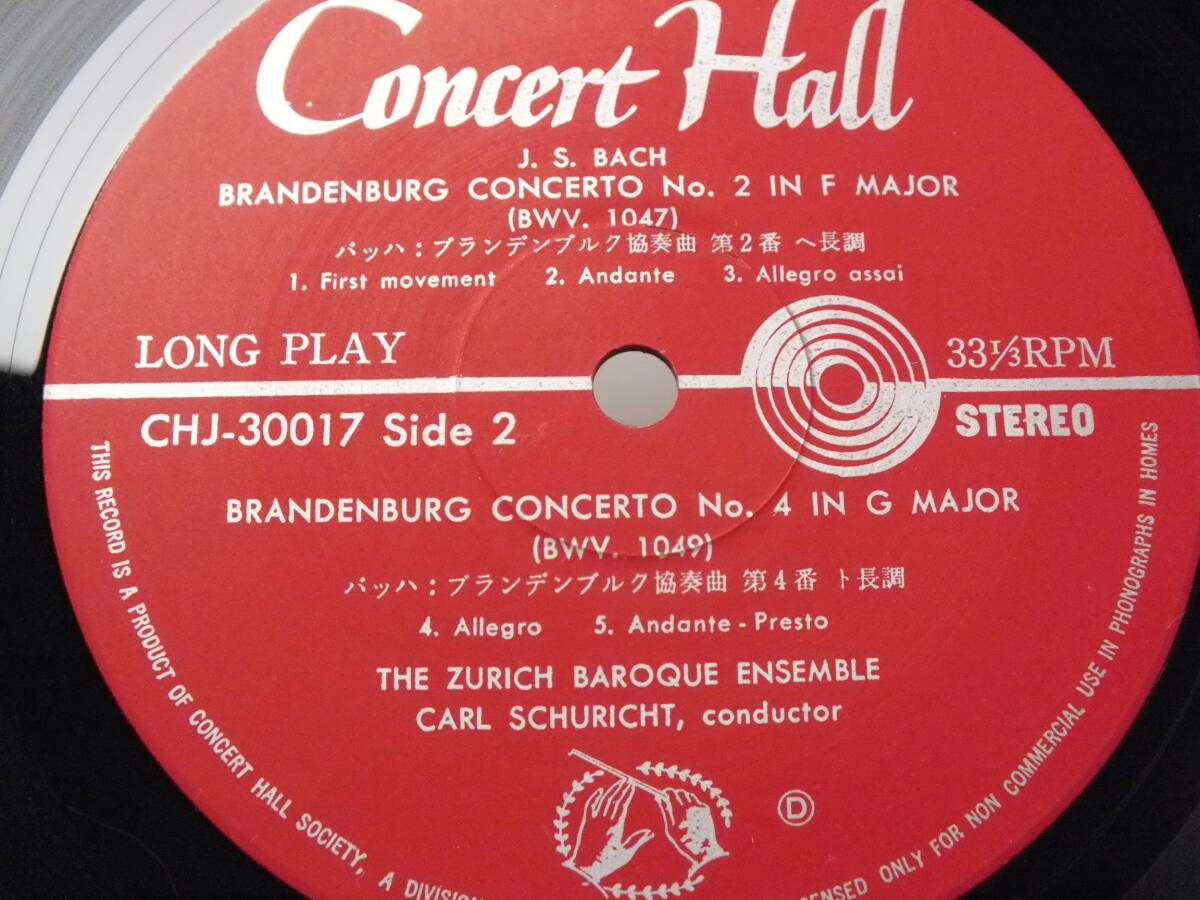 Concert Hall
J. S. BACH
BRANDENBURG CONCERTO No. 2 IN F MAJOR
(BWV. 1047)
バッハ：ブランデンブルク協奏曲 第2番 ヘ長調
1. First movement 2. Andante 3. Allegro assai
LONG PLAY
33⅓RPM
CHJ-30017 Side 2
STEREO
BRANDENBURG CONCERTO No. 4 IN G MAJOR
(BWV. 1049)
バッハ：ブランデンブルク協奏曲 第4番 ト長調
4. Allegro 5. Andante - Presto
THE ZURICH BAROQUE ENSEMBLE
CARL SCHURICHT, conductor
D
THIS RECORD IS A PRODUCT OF CONCERT HALL SOCIETY, A DIVISION
ONLY FOR NON COMMERCIAL USE IN PHONOGRAPHS IN HOMES